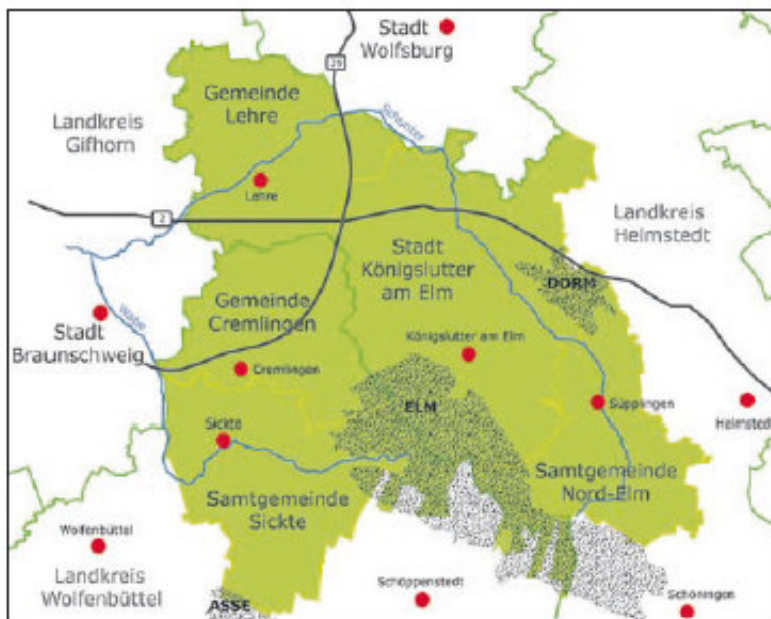 Stadt
Wolfsburg
39
Gemeinde
Lehre
Schunter
Landkreis
Gifhorn
Lehre
2
Landkreis
Helmstedt
Stadt
Königslutter
am Elm
DORM
Gemeinde
Cremlingen
Wabe
Stadt
Braunschweig
Königslutter am Elm
Cremlingen
ELM
Süpplingen
Helmstedt
Sickte
Samtgemeinde
Nord-Elm
Samtgemeinde
Sickte
Wolfenbüttel
Landkreis
Wolfenbüttel
Schöppenstedt
Schöningen
ASSE